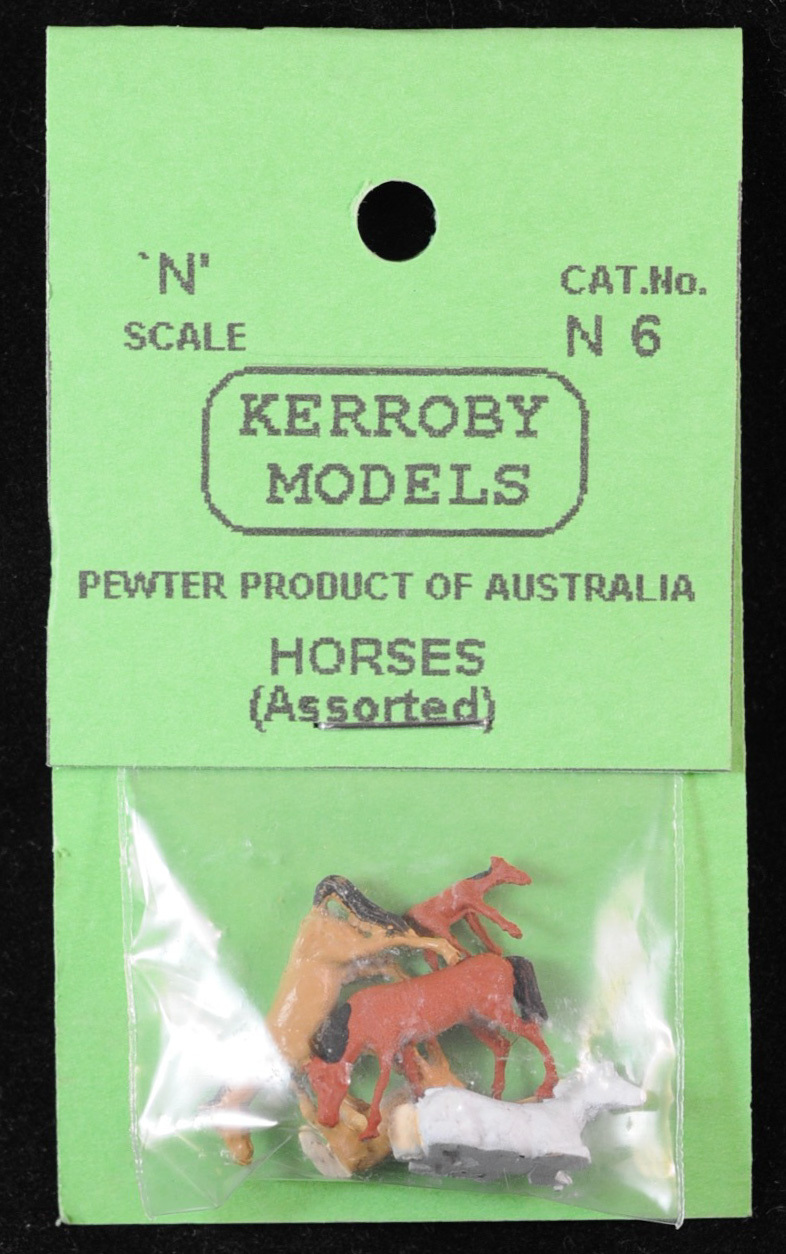 `N'
SCALE
CAT.No.
N 6
KERROBY
MODELS
PEWTER PRODUCT OF AUSTRALIA
HORSES
(Assorted)